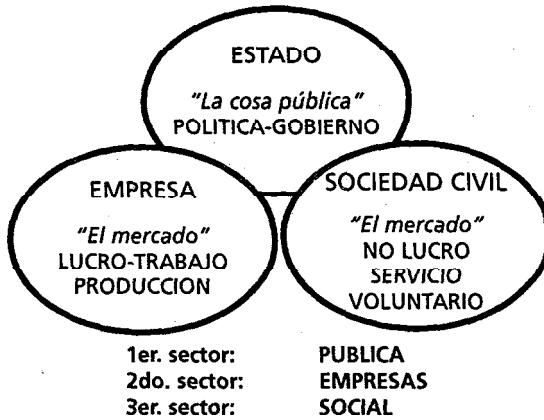 ESTADO
"La cosa pública"
POLITICA-GOBIERNO
EMPRESA
"El mercado"
LUCRO-TRABAJO
PRODUCCION
SOCIEDAD CIVIL
"El mercado"
NO LUCRO
SERVICIO
VOLUNTARIO
1er. sector: PUBLICA
2do. sector: EMPRESAS
3er. sector: SOCIAL